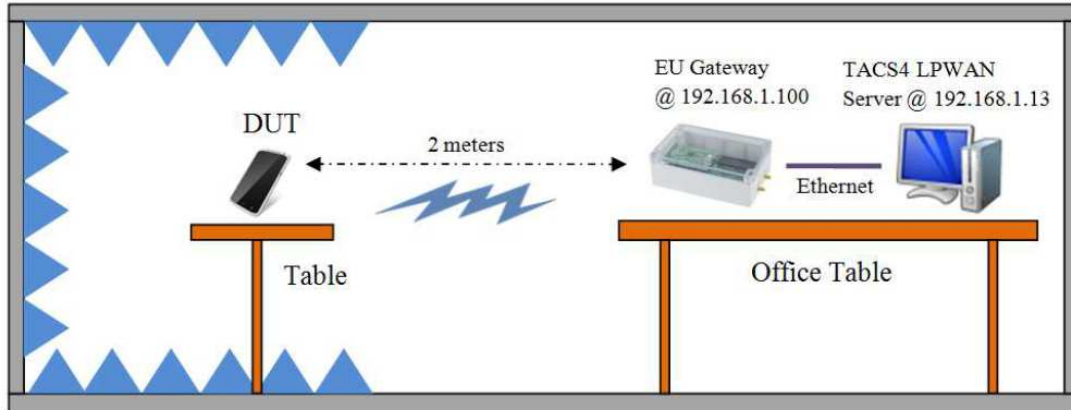 EU Gateway
@ 192.168.1.100
TACS4 LPWAN
Server @ 192.168.1.13
DUT
2 meters
Ethernet
Table
Office Table